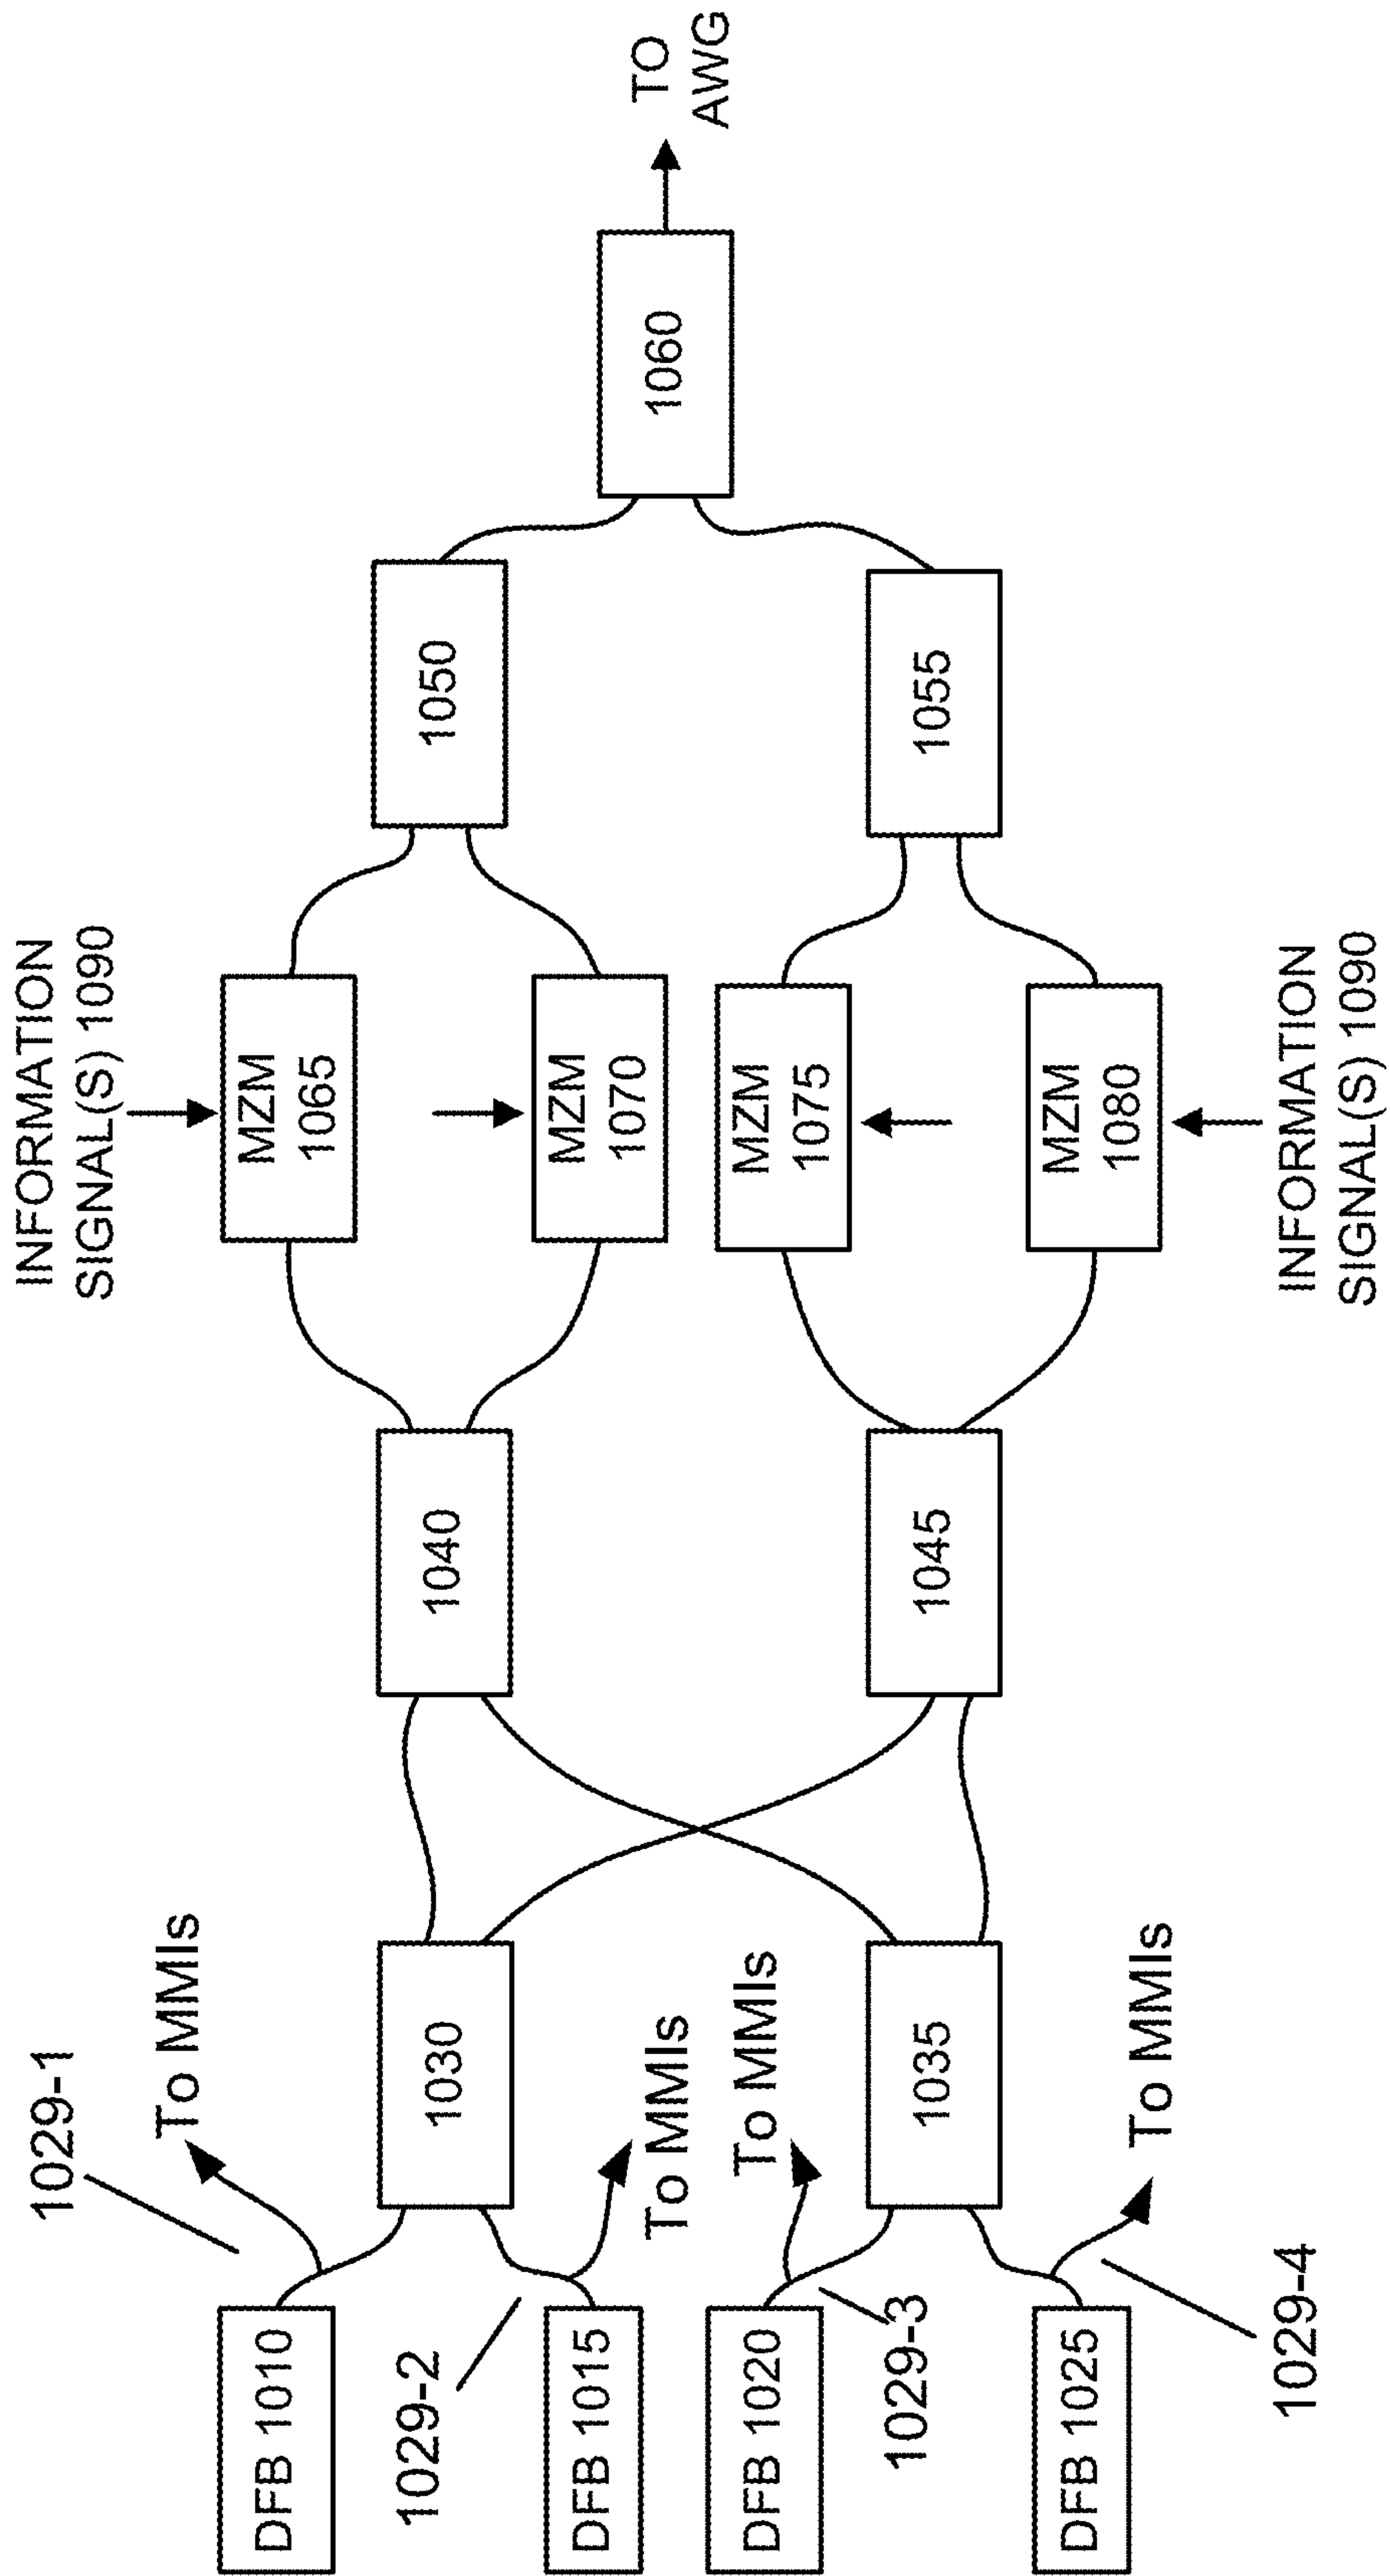 INFORMATION
SIGNAL(S) 1090
1029-1
To MMIs
DFB 1010
MZM
1065
1030
1040
1050
1029-2
To MMIs
DFB 1015
MZM
1070
1060
TO
AWG
To MMIs
DFB 1020
1029-3
MZM
1075
1035
1045
1055
DFB 1025
To MMIs
1029-4
MZM
1080
INFORMATION
SIGNAL(S) 1090